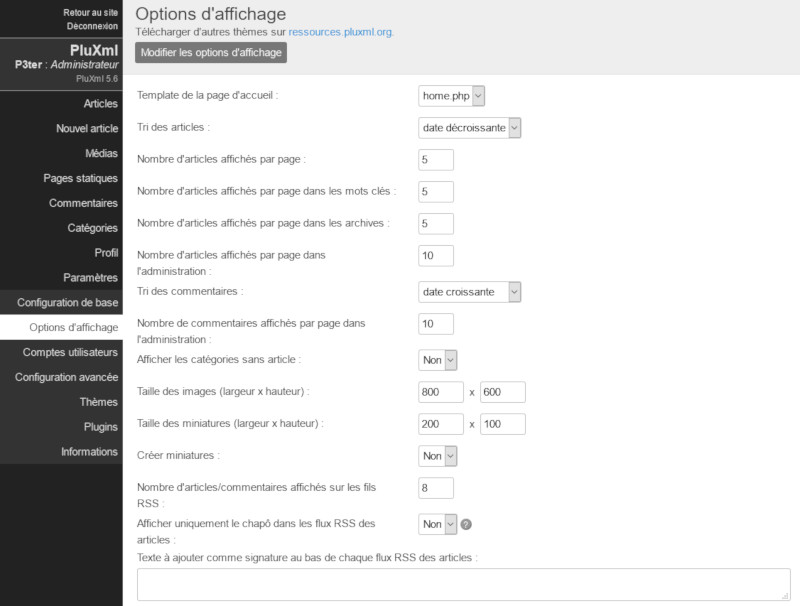 Retour au site
Déconnexion
PluXml
P3ter : Administrateur
PluXml 5.6
Articles
Nouvel article
Médias
Pages statiques
Commentaires
Catégories
Profil
Paramètres
Configuration de base
Options d'affichage
Comptes utilisateurs
Configuration avancée
Thèmes
Plugins
Informations
Options d'affichage
Télécharger d'autres thèmes sur ressources.pluxml.org.
Modifier les options d'affichage
Template de la page d'accueil : home.php
Tri des articles : date décroissante
Nombre d'articles affichés par page : 5
Nombre d'articles affichés par page dans les mots clés : 5
Nombre d'articles affichés par page dans les archives : 5
Nombre d'articles affichés par page dans 10
l'administration :
Tri des commentaires : date croissante
Nombre de commentaires affichés par page dans 10
l'administration :
Afficher les catégories sans article : Non
Taille des images (largeur x hauteur) : 800 x 600
Taille des miniatures (largeur x hauteur) : 200 x 100
Créer miniatures : Non
Nombre d'articles/commentaires affichés sur les fils 8
RSS :
Afficher uniquement le chapô dans les flux RSS des Non ?
articles :
Texte à ajouter comme signature au bas de chaque flux RSS des articles :